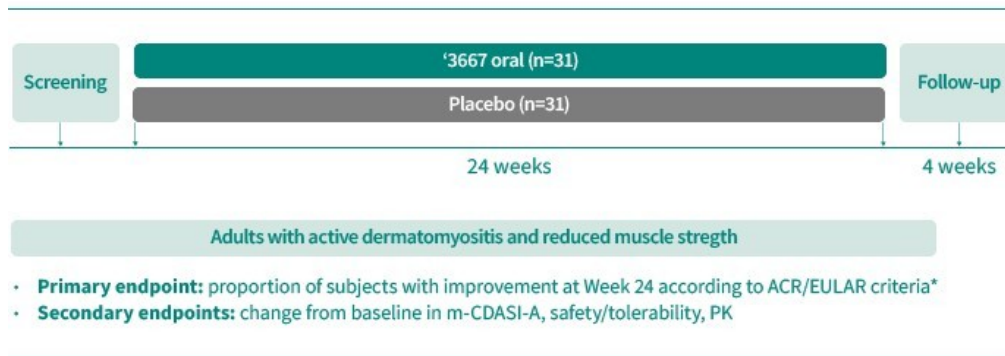 ‘3667 oral (n=31)
Screening
Follow-up
Placebo (n=31)
24 weeks
4 weeks
Adults with active dermatomyositis and reduced muscle stregth
• Primary endpoint: proportion of subjects with improvement at Week 24 according to ACR/EULAR criteria*
• Secondary endpoints: change from baseline in m-CDASI-A, safety/tolerability, PK